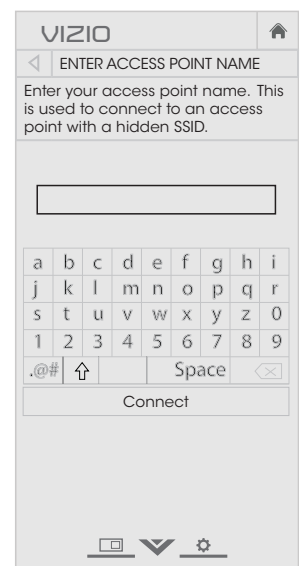 VIZIO
ENTER ACCESS POINT NAME
Enter your access point name. This
is used to connect to an access
point with a hidden SSID.
a b c d e f g h i
j k l m n o p q r
s t u v w x y z 0
1 2 3 4 5 6 7 8 9
.@# Space
Connect